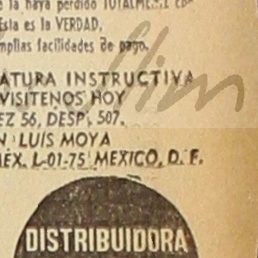 la haya perdido TOTALMENTE
Esta es la VERDAD,
mplias facilidades de pago.
ATURA INSTRUCTIVA
VISITENOS HOY
EZ 56, DESP. 507,
N LUIS MOYA
MEX. L-01-75 MEXICO, D. F.
DISTRIBUIDORA